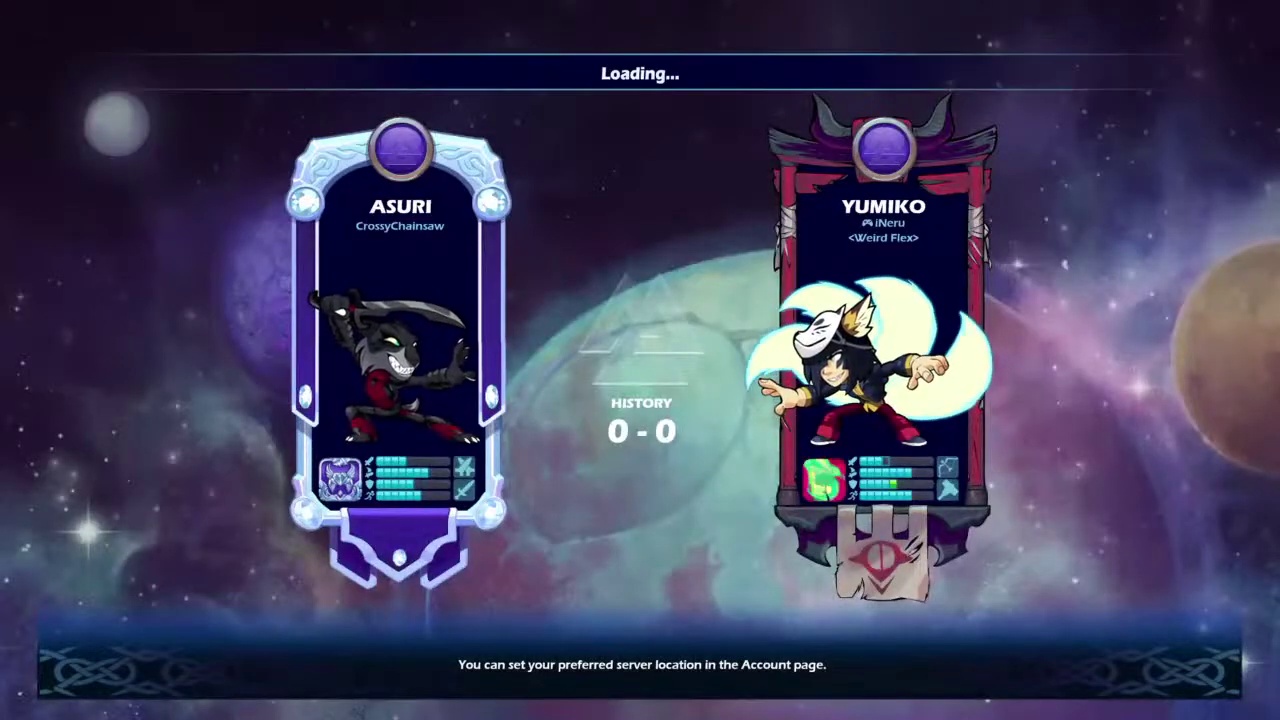 Loading...
ASURI
CrossyChainsaw
YUMIKO
iNeru
<Weird Flex>
HISTORY
0 - 0
You can set your preferred server location in the Account page.